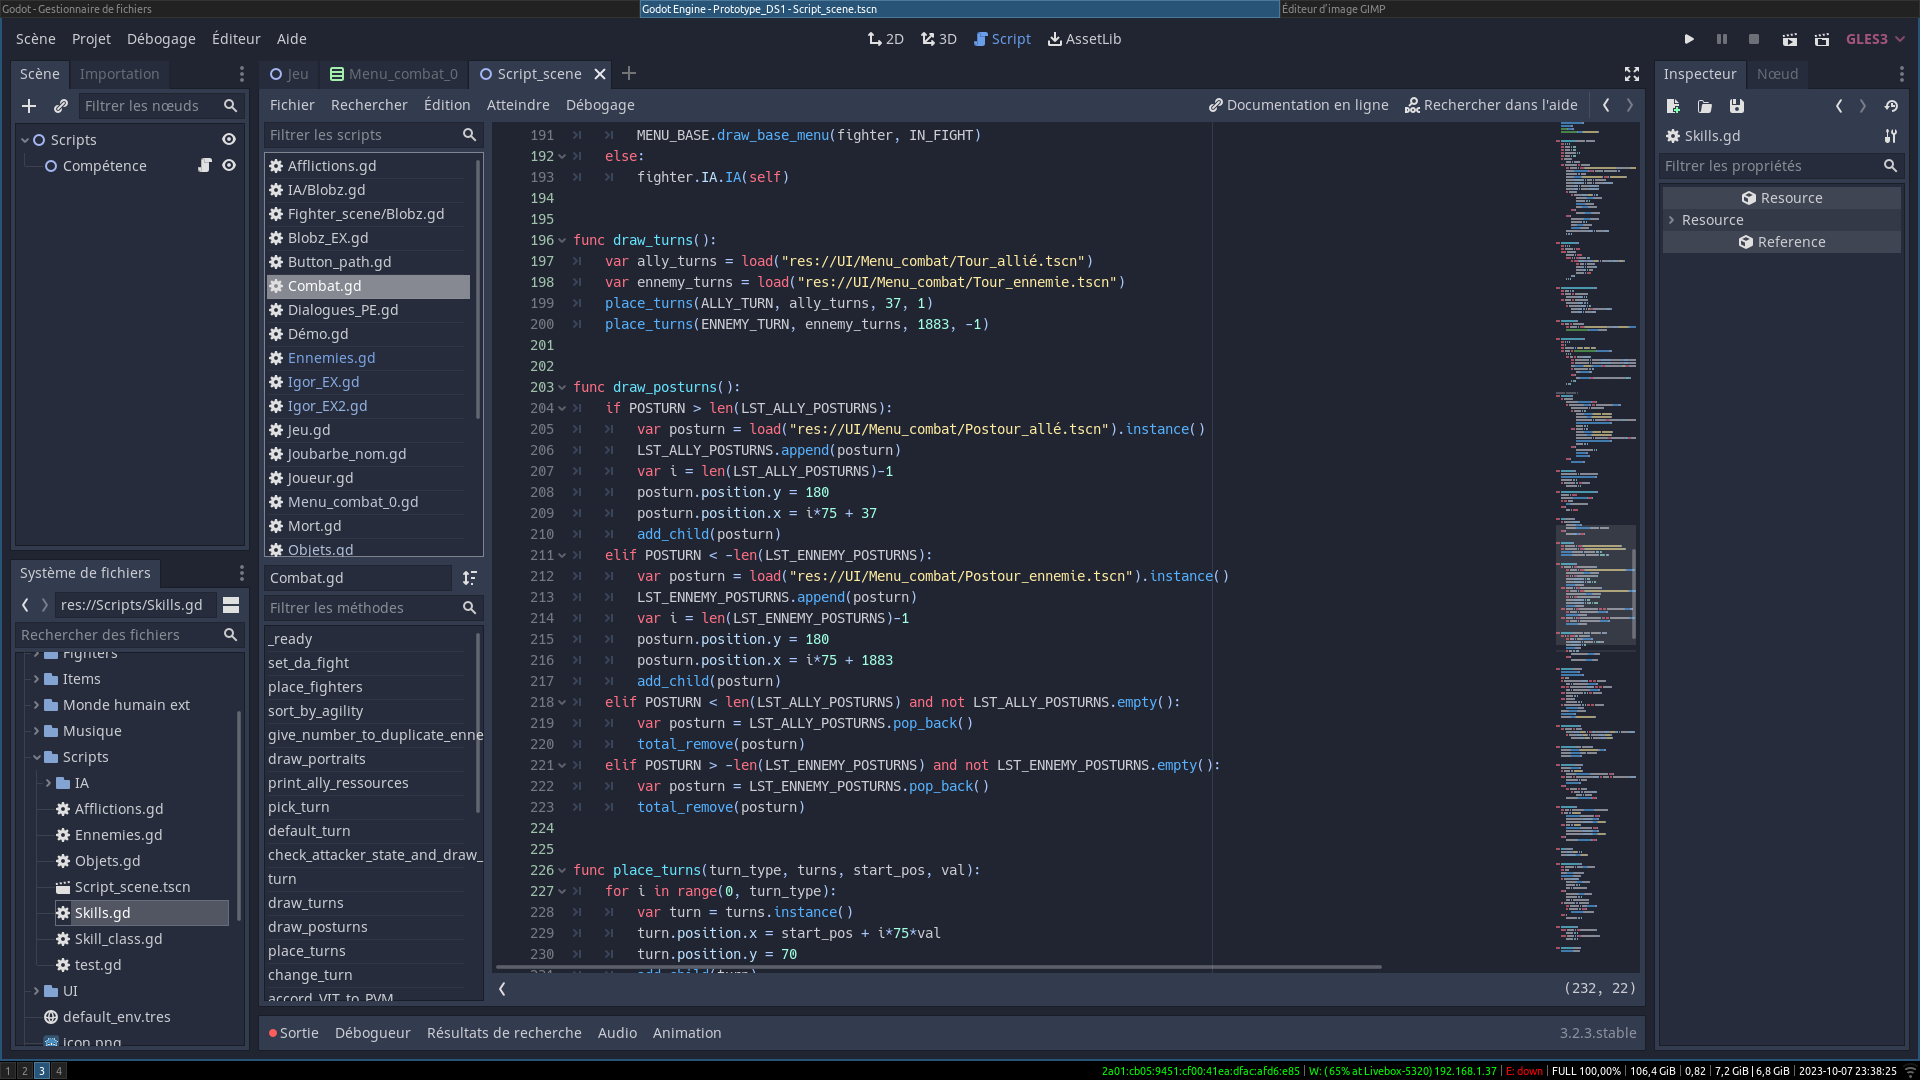 Godot - Gestionnaire de fichiers
Godot Engine - Prototype_DS1 - Script_scene.tscn
Éditeur d'image GIMP
Scène Projet Débogage Éditeur Aide
2D 3D Script AssetLib
GLES3
Scène Importation
Filtrer les nœuds
Scripts
Compétence
Jeu Menu_combat_0 Script_scene
Fichier Rechercher Édition Atteindre Débogage
Documentation en ligne Rechercher dans l'aide
Filtrer les scripts
Afflictions.gd
IA/Blobz.gd
Fighter_scene/Blobz.gd
Blobz_EX.gd
Button_path.gd
Combat.gd
Dialogues_PE.gd
Démo.gd
Ennemies.gd
Igor_EX.gd
Igor_EX2.gd
Jeu.gd
Joubarbe_nom.gd
Joueur.gd
Menu_combat_0.gd
Mort.gd
Objets.gd
Combat.gd
Filtrer les méthodes
_ready
set_da_fight
place_fighters
sort_by_agility
give_number_to_duplicate_enne
draw_portraits
print_ally_ressources
pick_turn
default_turn
check_attacker_state_and_draw_
turn
draw_turns
draw_posturns
place_turns
change_turn
accord_VIT_to_PVM
191 MENU_BASE.draw_base_menu(fighter, IN_FIGHT)
192 else:
193 fighter.IA.IA(self)
194
195
196 func draw_turns():
197 var ally_turns = load("res://UI/Menu_combat/Tour_allié.tscn")
198 var ennemy_turns = load("res://UI/Menu_combat/Tour_ennemie.tscn")
199 place_turns(ALLY_TURN, ally_turns, 37, 1)
200 place_turns(ENNEMY_TURN, ennemy_turns, 1883, -1)
201
202
203 func draw_posturns():
204 if POSTURN > len(LST_ALLY_POSTURNS):
205 var posturn = load("res://UI/Menu_combat/Postour_allé.tscn").instance()
206 LST_ALLY_POSTURNS.append(posturn)
207 var i = len(LST_ALLY_POSTURNS)-1
208 posturn.position.y = 180
209 posturn.position.x = i*75 + 37
210 add_child(posturn)
211 elif POSTURN < -len(LST_ENNEMY_POSTURNS):
212 var posturn = load("res://UI/Menu_combat/Postour_ennemie.tscn").instance()
213 LST_ENNEMY_POSTURNS.append(posturn)
214 var i = len(LST_ENNEMY_POSTURNS)-1
215 posturn.position.y = 180
216 posturn.position.x = i*75 + 1883
217 add_child(posturn)
218 elif POSTURN < len(LST_ALLY_POSTURNS) and not LST_ALLY_POSTURNS.empty():
219 var posturn = LST_ALLY_POSTURNS.pop_back()
220 total_remove(posturn)
221 elif POSTURN > -len(LST_ENNEMY_POSTURNS) and not LST_ENNEMY_POSTURNS.empty():
222 var posturn = LST_ENNEMY_POSTURNS.pop_back()
223 total_remove(posturn)
224
225
226 func place_turns(turn_type, turns, start_pos, val):
227 for i in range(0, turn_type):
228 var turn = turns.instance()
229 turn.position.x = start_pos + i*75*val
230 turn.position.y = 70
231 add_child(turn)
(232, 22)
Système de fichiers
res://Scripts/Skills.gd
Rechercher des fichiers
Fighters
Items
Monde humain ext
Musique
Scripts
IA
Afflictions.gd
Ennemies.gd
Objets.gd
Script_scene.tscn
Skills.gd
Skill_class.gd
test.gd
UI
default_env.tres
icon.png
Inspecteur Nœud
Skills.gd
Filtrer les propriétés
Resource
Resource
Reference
Sortie Débogueur Résultats de recherche Audio Animation
3.2.3.stable
1 2 3 4
2a01:cb05:9451:cf00:41ea:dfac:afd6:e85 | W: (65% at Livebox-5320) 192.168.1.37 | E: down | FULL 100,00% | 106,4 GiB | 0,82 | 7,2 GiB | 6,8 GiB | 2023-10-07 23:38:25